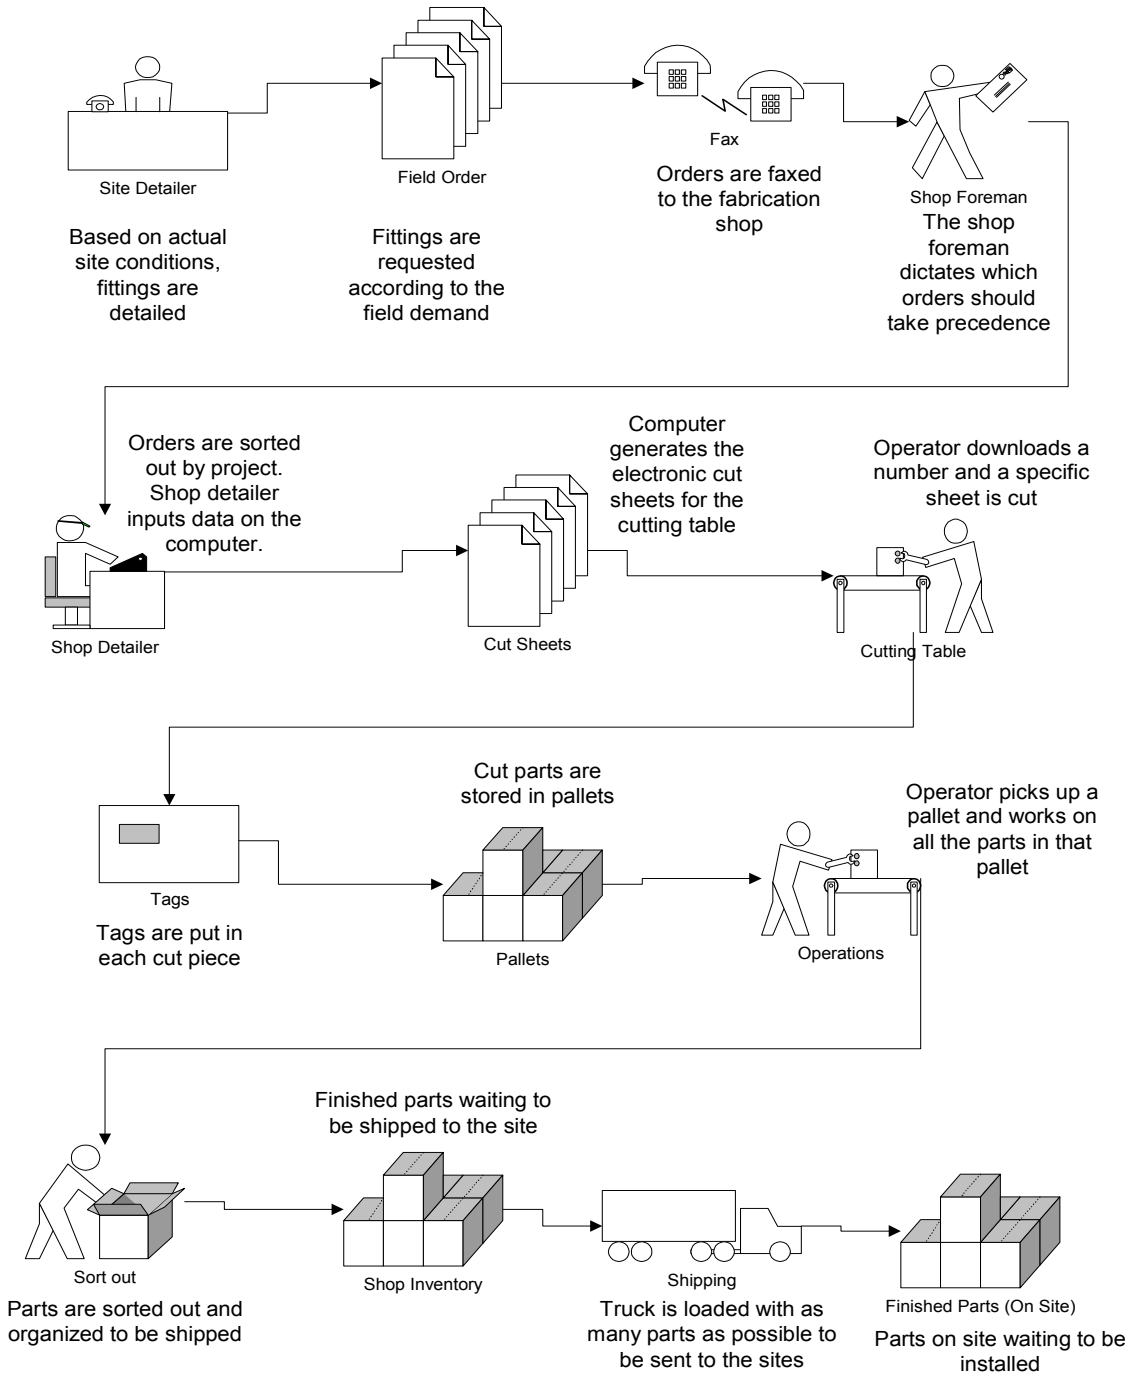 Site Detailer
Based on actual
site conditions,
fittings are
detailed
Field Order
Fittings are
requested
according to the
field demand
Fax
Orders are faxed
to the fabrication
shop
Shop Foreman
The shop
foreman
dictates which
orders should
take precedence
Orders are sorted
out by project.
Shop detailer
inputs data on the
computer.
Shop Detailer
Computer
generates the
electronic cut
sheets for the
cutting table
Cut Sheets
Operator downloads a
number and a specific
sheet is cut
Cutting Table
Tags
Tags are put in
each cut piece
Cut parts are
stored in pallets
Pallets
Operator picks up a
pallet and works on
all the parts in that
pallet
Operations
Sort out
Parts are sorted out and
organized to be shipped
Finished parts waiting to
be shipped to the site
Shop Inventory
Shipping
Truck is loaded with as
many parts as possible to
be sent to the sites
Finished Parts (On Site)
Parts on site waiting to be
installed